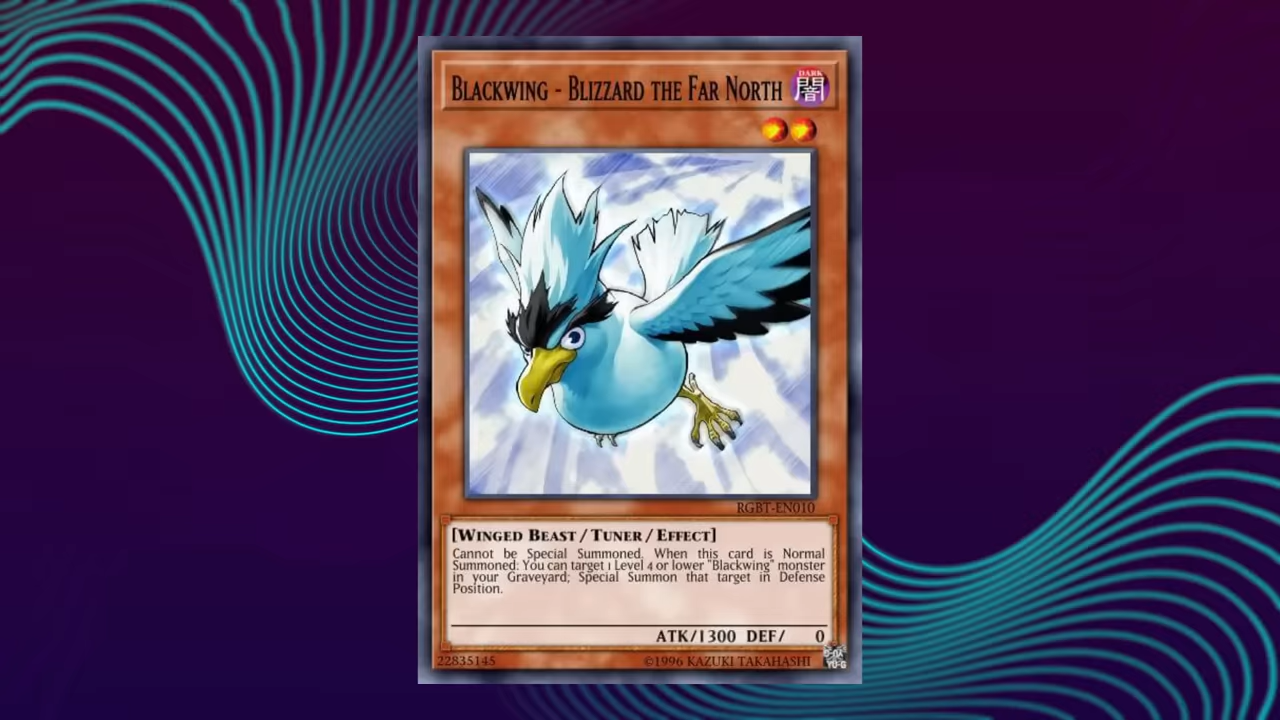 BLACKWING - BLIZZARD THE FAR NORTH
DARK
闇
RGBT-EN010
[WINGED BEAST / TUNER / EFFECT]
Cannot be Special Summoned. When this card is Normal
Summoned: You can target 1 Level 4 or lower "Blackwing" monster
in your Graveyard; Special Summon that target in Defense
Position.
ATK/1300 DEF/ 0
22835145
©1996 KAZUKI TAKAHASHI